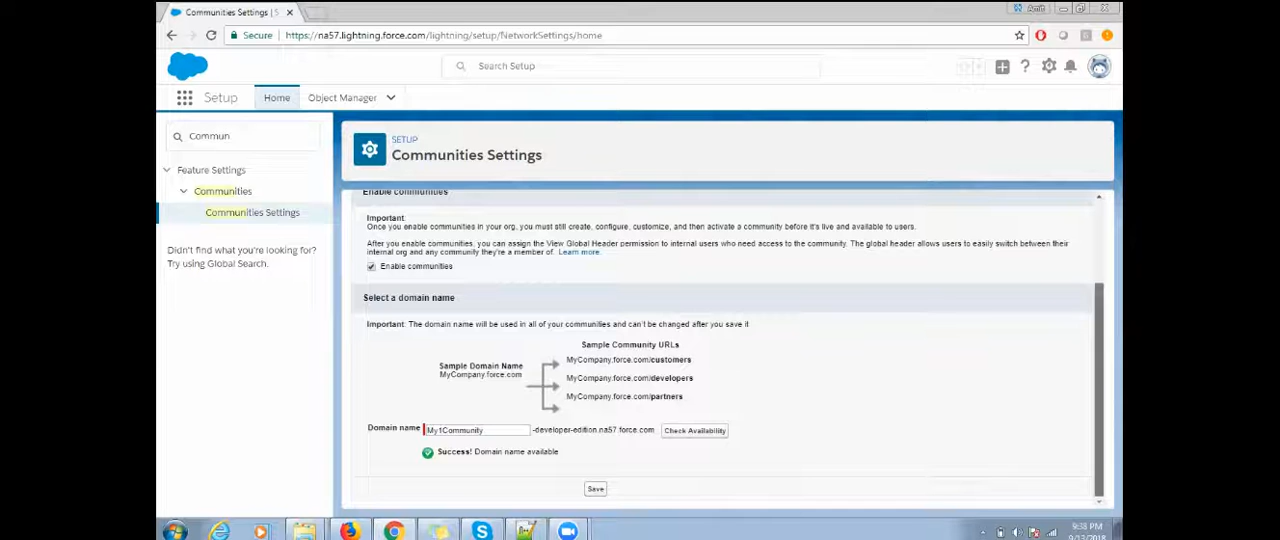 Communities Settings | S
Amit
Secure
https://na57.lightning.force.com/lightning/setup/NetworkSettings/home
Search Setup
Setup
Home
Object Manager
Commun
Feature Settings
Communities
Communities Settings
Didn't find what you're looking for?
Try using Global Search.
SETUP
Communities Settings
Enable communities
Important:
Once you enable communities in your org, you must still create, configure, customize, and then activate a community before it's live and available to users.
After you enable communities, you can assign the View Global Header permission to internal users who need access to the community. The global header allows users to easily switch between their
internal org and any community they're a member of. Learn more.
Enable communities
Select a domain name
Important: The domain name will be used in all of your communities and can't be changed after you save it
Sample Community URLs
MyCompany.force.com/customers
Sample Domain Name
MyCompany.force.com
MyCompany.force.com/developers
MyCompany.force.com/partners
Domain name My1Community -developer-edition.na57.force.com Check Availability
Success! Domain name available
Save
9:38 PM
9/13/2018